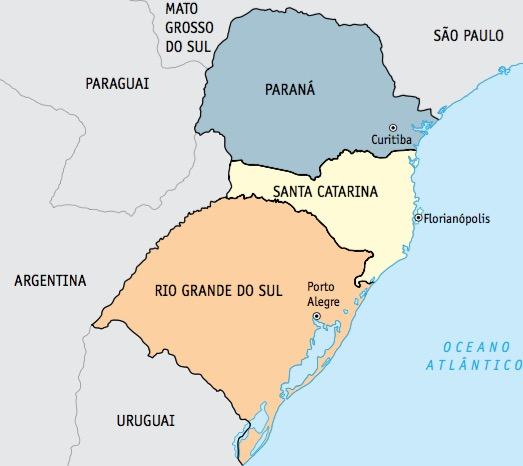 MATO
GROSSO
DO SUL
SÃO PAULO
PARAGUAI
PARANÁ
Curitiba
SANTA CATARINA
Florianópolis
ARGENTINA
RIO GRANDE DO SUL
Porto
Alegre
OCEANO
ATLÂNTICO
URUGUAI